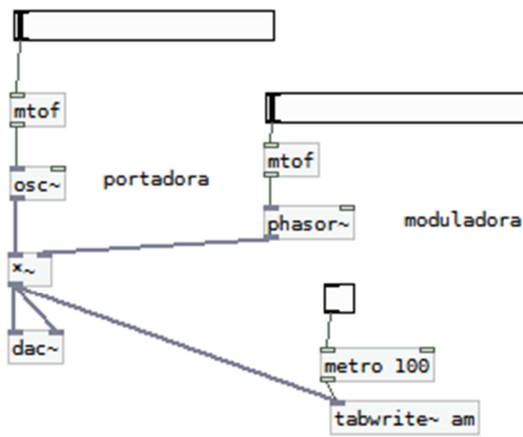 mtof
mtof
osc~
portadora
phasor~
moduladora
*~
dac~
metro 100
tabwrite~ am